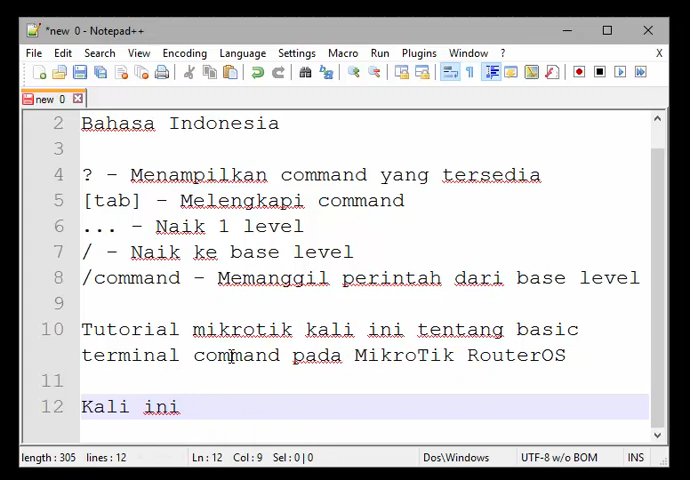 *new  0 - Notepad++
File Edit Search View Encoding Language Settings Macro Run Plugins Window ? X
new  0
2 Bahasa Indonesia
3
4 ? - Menampilkan command yang tersedia
5 [tab] - Melengkapi command
6 ... - Naik 1 level
7 / - Naik ke base level
8 /command - Memanggil perintah dari base level
9
10 Tutorial mikrotik kali ini tentang basic
terminal command pada MikroTik RouterOS
11
12 Kali ini
length : 305 lines : 12 Ln : 12 Col : 9 Sel : 0 | 0 Dos\Windows UTF-8 w/o BOM INS